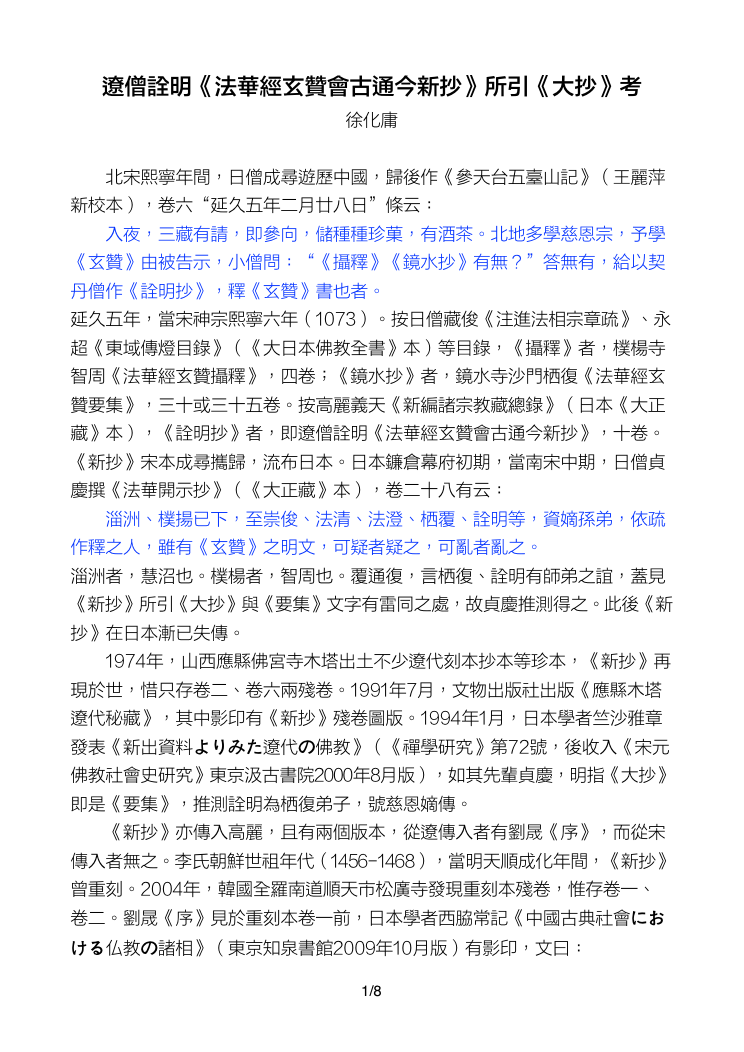 遼僧詮明《法華經玄贊會古通今新抄》所引《大抄》考
徐化庸
北宋熙寧年間，日僧成尋遊歷中國，歸後作《參天台五臺山記》（王麗萍
新校本），卷六“延久五年二月廿八日”條云：
入夜，三藏有請，即參向，儲種種珍菓，有酒茶。北地多學慈恩宗，予學
《玄贊》由被告示，小僧問：“《攝釋》《鏡水抄》有無？”答無有，給以契
丹僧作《詮明抄》，釋《玄贊》書也者。
延久五年，當宋神宗熙寧六年（1073）。按日僧藏俊《注進法相宗章疏》、永
超《東域傳燈目錄》（《大日本佛教全書》本）等目錄，《攝釋》者，樸楊寺
智周《法華經玄贊攝釋》，四卷；《鏡水抄》者，鏡水寺沙門栖復《法華經玄
贊要集》，三十或三十五卷。按高麗義天《新編諸宗教藏總錄》（日本《大正
藏》本），《詮明抄》者，即遼僧詮明《法華經玄贊會古通今新抄》，十卷。
《新抄》宋本成尋攜歸，流布日本。日本鐮倉幕府初期，當南宋中期，日僧貞
慶撰《法華開示抄》（《大正藏》本），卷二十八有云：
淄洲、樸揚已下，至崇俊、法清、法澄、栖覆、詮明等，資嫡孫弟，依疏
作釋之人，雖有《玄贊》之明文，可疑者疑之，可亂者亂之。
淄洲者，慧沼也。樸楊者，智周也。覆通復，言栖復、詮明有師弟之誼，蓋見
《新抄》所引《大抄》與《要集》文字有雷同之處，故貞慶推測得之。此後《新
抄》在日本漸已失傳。
1974年，山西應縣佛宮寺木塔出土不少遼代刻本抄本等珍本，《新抄》再
現於世，惜只存卷二、卷六兩殘卷。1991年7月，文物出版社出版《應縣木塔
遼代秘藏》，其中影印有《新抄》殘卷圖版。1994年1月，日本學者竺沙雅章
發表《新出資料よりみた遼代の佛教》（《禪學研究》第72號，後收入《宋元
佛教社會史研究》東京汲古書院2000年8月版），如其先輩貞慶，明指《大抄》
即是《要集》，推測詮明為栖復弟子，號慈恩嫡傳。
《新抄》亦傳入高麗，且有兩個版本，從遼傳入者有劉晟《序》，而從宋
傳入者無之。李氏朝鮮世祖年代（1456-1468），當明天順成化年間，《新抄》
曾重刻。2004年，韓國全羅南道順天市松廣寺發現重刻本殘卷，惟存卷一、
卷二。劉晟《序》見於重刻本卷一前，日本學者西脇常記《中國古典社會にお
ける仏教の諸相》（東京知泉書館2009年10月版）有影印，文曰：
1/8